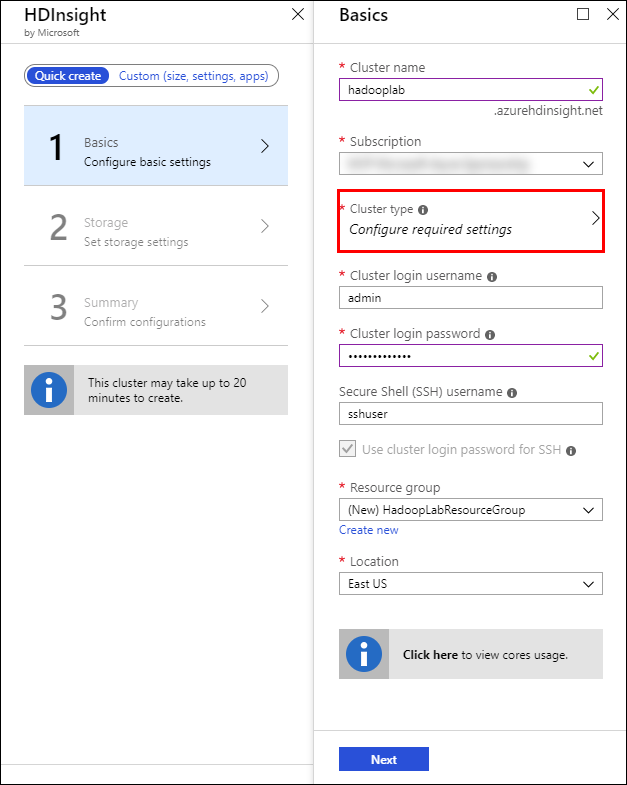 HDInsight
by Microsoft
Quick create Custom (size, settings, apps)
1 Basics
Configure basic settings
2 Storage
Set storage settings
3 Summary
Confirm configurations
This cluster may take up to 20
minutes to create.
Basics
* Cluster name
hadooplab
.azurehdinsight.net
* Subscription
* Cluster type
Configure required settings
* Cluster login username
admin
* Cluster login password
•••••••••••••
Secure Shell (SSH) username
sshuser
Use cluster login password for SSH
* Resource group
(New) HadoopLabResourceGroup
Create new
* Location
East US
Click here to view cores usage.
Next